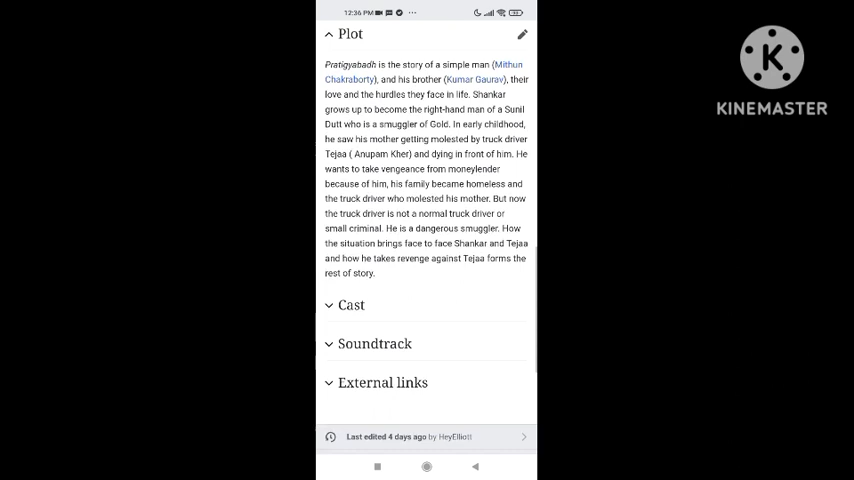 12:36 PM
Plot
Pratigyabadh is the story of a simple man (Mithun
Chakraborty), and his brother (Kumar Gaurav), their
love and the hurdles they face in life. Shankar
grows up to become the right-hand man of a Sunil
Dutt who is a smuggler of Gold. In early childhood,
he saw his mother getting molested by truck driver
Tejaa ( Anupam Kher) and dying in front of him. He
wants to take vengeance from moneylender
because of him, his family became homeless and
the truck driver who molested his mother. But now
the truck driver is not a normal truck driver or
small criminal. He is a dangerous smuggler. How
the situation brings face to face Shankar and Tejaa
and how he takes revenge against Tejaa forms the
rest of story.
Cast
Soundtrack
External links
Last edited 4 days ago by HeyElliott
K
KINEMASTER